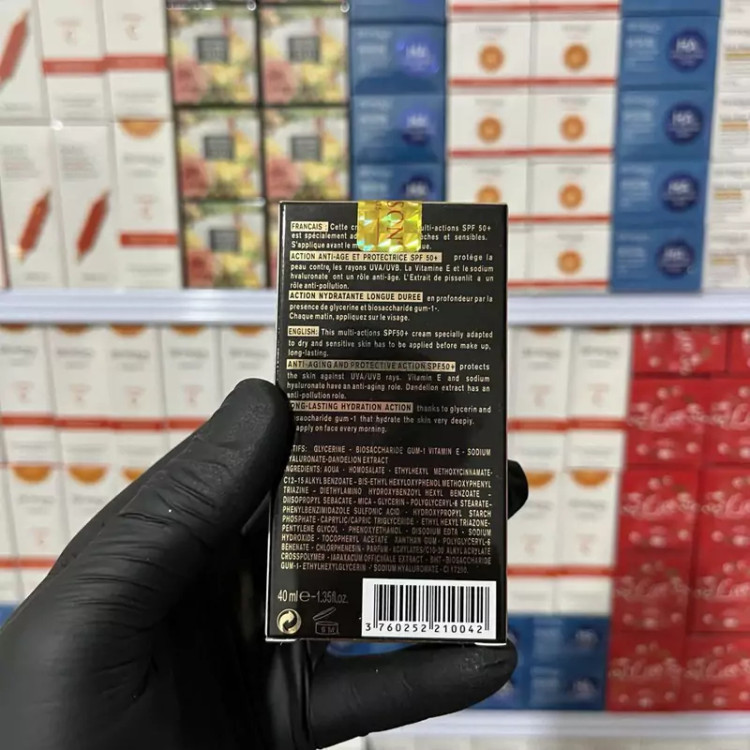 FRANÇAIS : Cette cr ulti-actions SPF 50+
est spécialement ad ches et sensibles.
S'applique avant le m que.
ACTION ANTI-AGE ET PROTECTRICE SPF 50+ protège la
peau contre, les rayons UVA/UVB. La Vitamine E et le sodium
hyaluronate ont un rôle anti-âge. L'Extrait de pissenlit a un
rôle anti-pollution.
ACTION HYDRATANTE LONGUE DUREE en profondeur par la
presence de glycerine et biosaccharide gum-1-.
Chaque matin, appliquez sur le visage.
ENGLISH: This multi-actions SPF50+ cream specially adapted
to dry and sensitive skin has to be applied before make up,
long-lasting.
ANTI-AGING AND PROTECTIVE ACTION SPF50+ protects
the skin against UVA/UVB rays. Vitamin E and sodium
hyaluronate have an anti-aging role. Dandelion extract has an
anti-pollution role.
LONG-LASTING HYDRATION ACTION thanks to glycerin and
biosaccharide gum-1 that hydrate the skin very deeply.
apply on face every morning.
CTIFS: GLYCERINE - BIOSACCHARIDE GUM-1 VITAMIN E - SODIUM
YALURONATE-DANDELION EXTRACT
INGREDIENTS: AQUA - HOMOSALATE - ETHYLHEXYL METHOXYCINNAMATE-
C12-15 ALKYL BENZOATE - BIS-ETHYLHEXYLOXYPHENOL METHOXYPHENYL
TRIAZINE - DIETHYLAMINO HYDROXYBENZOYL HEXYL BENZOATE -
DIISOPROPYL SEBACATE - MICA - GLYCERIN - POLYGLYCERYL-6 STEARATE-
PHENYLBENZIMIDAZOLE SULFONIC ACID - HYDROXYPROPYL STARCH
PHOSPHATE - CAPRYLIC/CAPRIC TRIGLYCERIDE - ETHYLHEXYL TRIAZONE-
PENTYLENE GLYCOL - PHENOXYETHANOL - DISODIUM EDTA - SODIUM
HYDROXIDE - TOCOPHERYL ACETATE XANTHAN GUM - POLYGLYCERYL-6
BEHENATE - CHLORPHENESIN - PARFUM - ACRYLATES/C10-30 ALKYL ACRYLATE
CROSSPOLYMER - TARAXACUM OFFICINALE EXTRACT - BHT-BIOSACCHARIDE
GUM-1-ETHYLHEXYLGLYCERIN / SODIUM HYALURONATE - CI
40 ml e-1.35fl.oz.
6 M
3 760252 210042